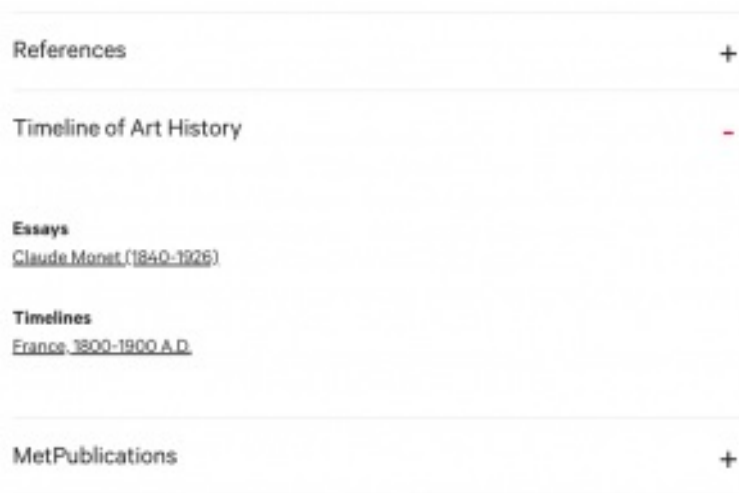 References +
Timeline of Art History -
Essays
Claude Monet (1840-1926)
Timelines
France, 1800-1900 A.D.
MetPublications +